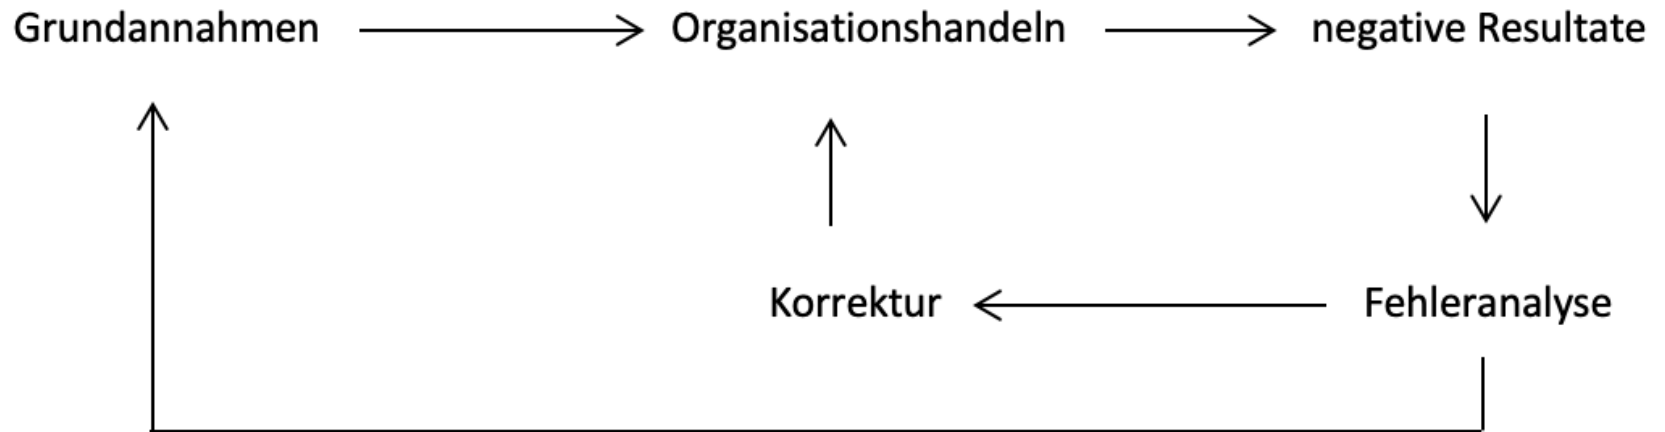 Grundannahmen Organisationshandeln negative Resultate
Korrektur Fehleranalyse